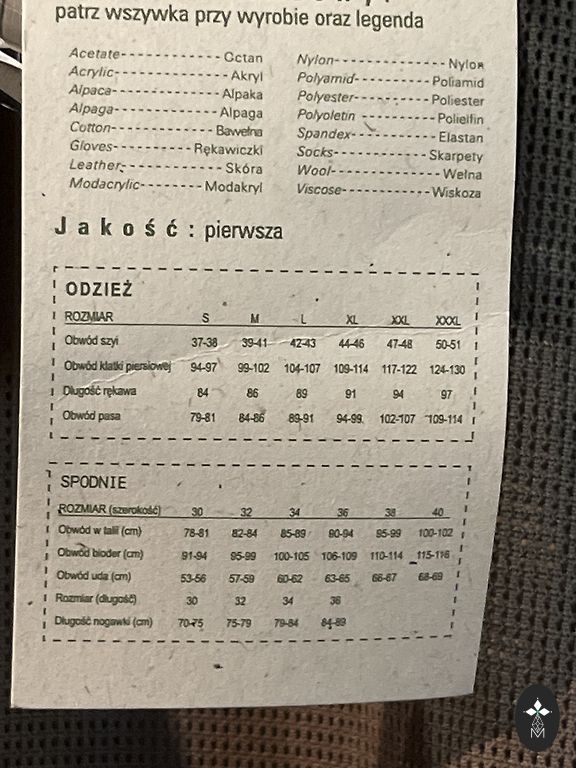 patrz wszywka przy wyrobie oraz legenda
Acetate------------Octan
Acrylic------------Akryl
Alpaca------------Alpaka
Alpaga------------Alpaga
Cotton------------Bawełna
Gloves----------Rękawiczki
Leather------------Skóra
Modacrylic--------Modakryl
Nylon-------------Nylon
Polyamid----------Poliamid
Polyester---------Poliester
Polyoletin---------Polielfin
Spandex-----------Elastan
Socks------------Skarpety
Wool-------------Wełna
Viscose-----------Wiskoza
Jakość: pierwsza
ODZIEŻ
ROZMIAR S M L XL XXL XXXL
Obwód szyi 37-38 39-41 42-43 44-46 47-48 50-51
Obwód klatki piersiowej 94-97 99-102 104-107 109-114 117-122 124-130
Długość rękawa 84 86 89 91 94 97
Obwód pasa 79-81 84-86 89-91 94-99 102-107 109-114
SPODNIE
ROZMIAR (szerokość) 30 32 34 36 38 40
Obwód w talii (cm) 78-81 82-84 85-89 90-94 95-99 100-102
Obwód bioder (cm) 91-94 95-99 100-105 106-109 110-114 115-116
Obwód uda (cm) 53-56 57-59 60-62 63-65 66-67 68-69
Rozmiar (długość) 30 32 34 36
Długość nogawki (cm) 70-75 75-79 79-84 84-89
M